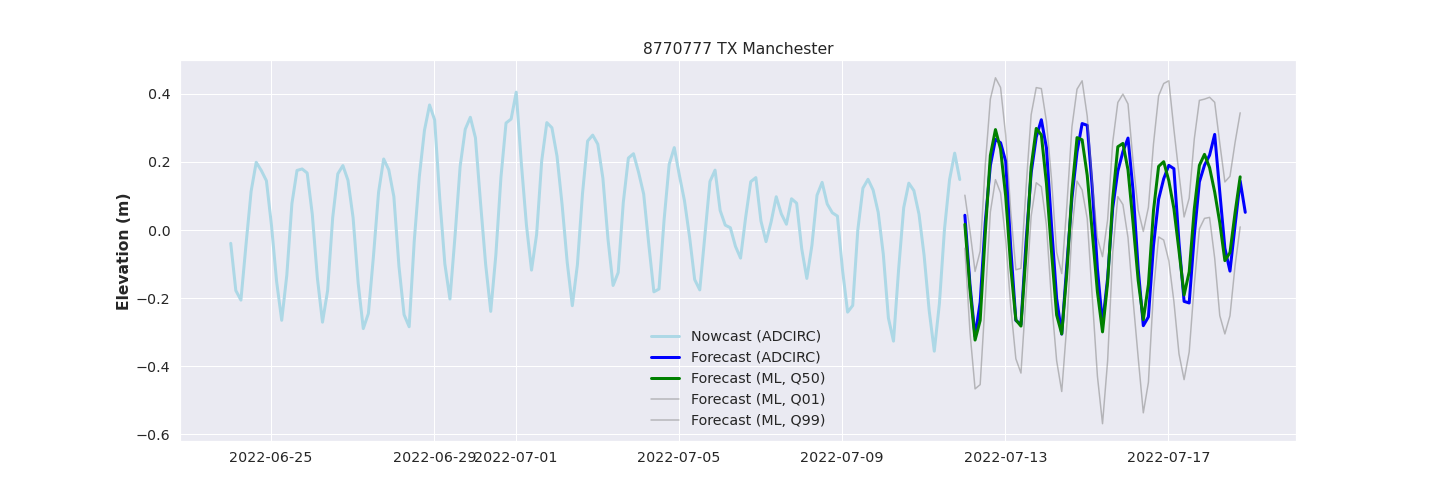 8770777 TX Manchester
Elevation (m)
0.4
0.2
0.0
−0.2
−0.4
−0.6
Nowcast (ADCIRC)
Forecast (ADCIRC)
Forecast (ML, Q50)
Forecast (ML, Q01)
Forecast (ML, Q99)
2022-06-25 2022-06-29 2022-07-01 2022-07-05 2022-07-09 2022-07-13 2022-07-17